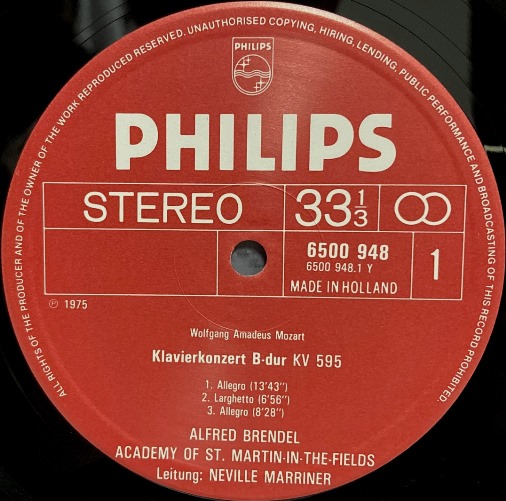 ALL RIGHTS OF THE PRODUCER AND OF THE OWNER OF THE WORK REPRODUCED RESERVED. UNAUTHORISED COPYING, HIRING, LENDING, PUBLIC PERFORMANCE AND BROADCASTING OF THIS RECORD PROHIBITED.
PHILIPS
PHILIPS
STEREO 33 1/3
6500 948
6500 948.1 Y
1
MADE IN HOLLAND
℗ 1975
Wolfgang Amadeus Mozart
Klavierkonzert B-dur KV 595
1. Allegro (13'43'')
2. Larghetto (6'56'')
3. Allegro (8'28'')
ALFRED BRENDEL
ACADEMY OF ST. MARTIN-IN-THE-FIELDS
Leitung: NEVILLE MARRINER